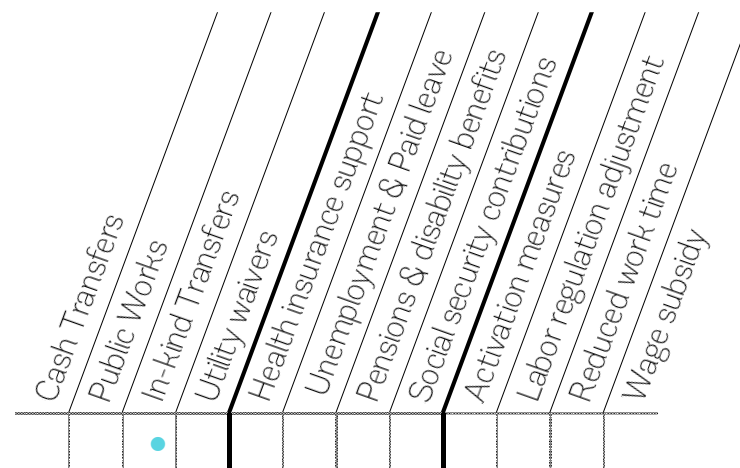 Cash Transfers
Public Works
In-kind Transfers
Utility waivers
Health insurance support
Unemployment & Paid leave
Pensions & disability benefits
Social security contributions
Activation measures
Labor regulation adjustment
Reduced work time
Wage subsidy